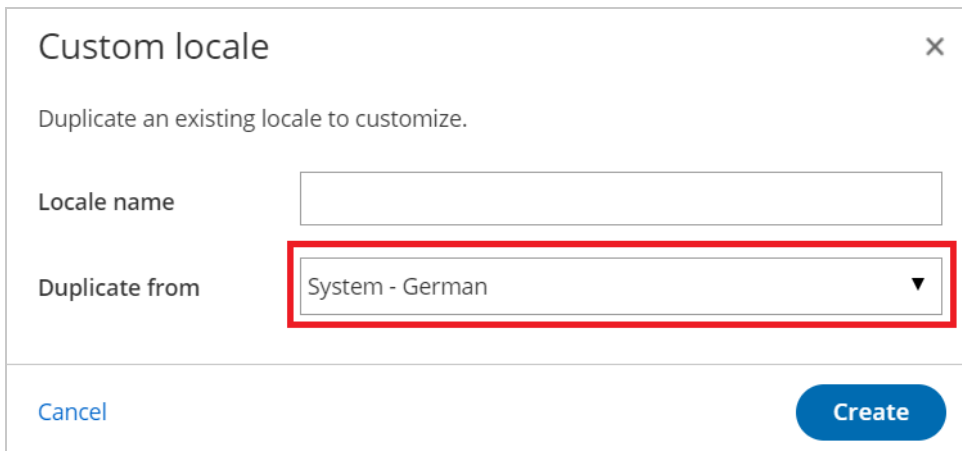 Custom locale
Duplicate an existing locale to customize.
Locale name
Duplicate from System - German
Cancel Create